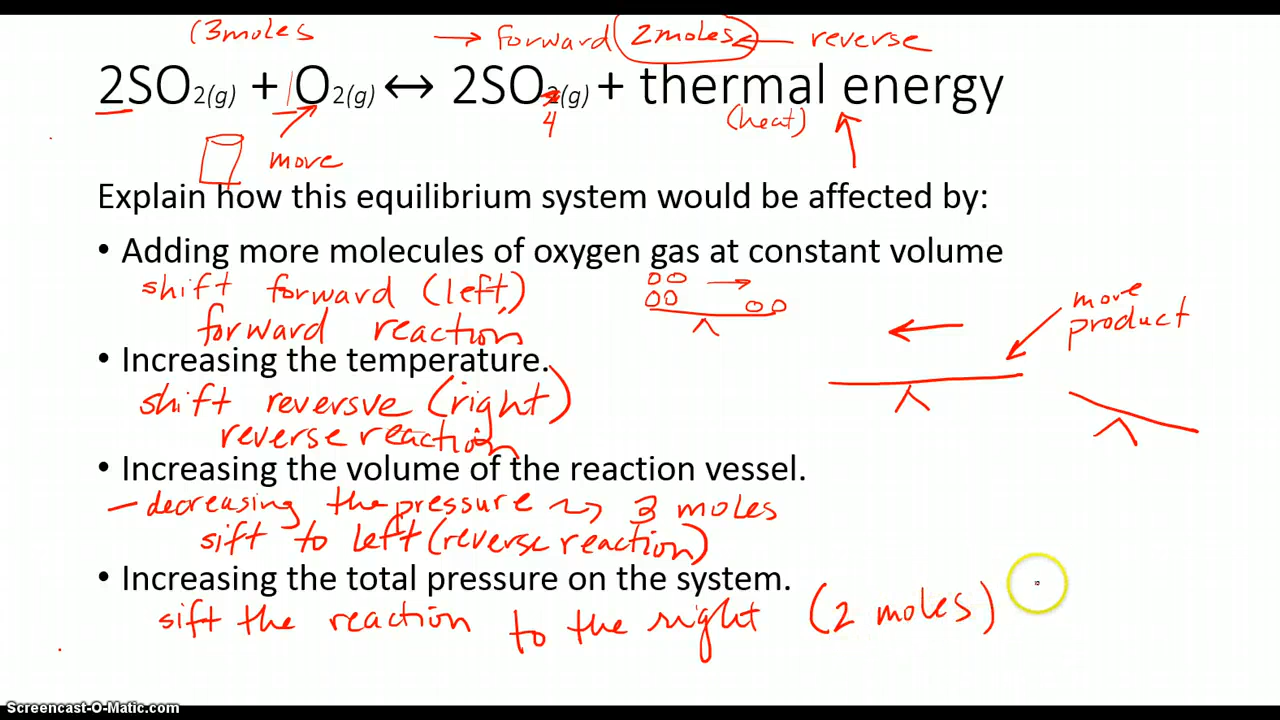 (3moles → forward (2moles) ← reverse
2SO2(g) + 1O2(g) ↔ 2SO2(g) + thermal energy
4 (heat)
move
Explain how this equilibrium system would be affected by:
• Adding more molecules of oxygen gas at constant volume
shift forward (left)
forward reaction
more
product
• Increasing the temperature.
shift reversve (right)
reverse reaction
• Increasing the volume of the reaction vessel.
– decreasing the pressure ~> 3 moles
sift to left (reverse reaction)
• Increasing the total pressure on the system.
sift the reaction to the right (2 moles)
Screencast-O-Matic.com